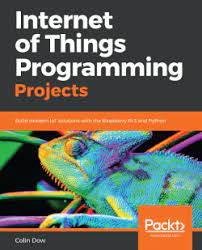 Internet
of Things
Programming
Projects
Build modern IoT solutions with the Raspberry Pi 3 and Python
Colin Dow
Packt>